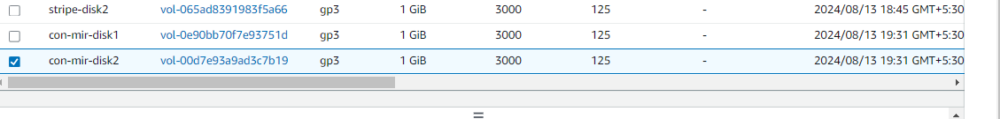 stripe-disk2 vol-065ad8391983f5a66 gp3 1 GiB 3000 125 - 2024/08/13 18:45 GMT+5:30
con-mir-disk1 vol-0e90bb70f7e93751d gp3 1 GiB 3000 125 - 2024/08/13 19:31 GMT+5:30
con-mir-disk2 vol-00d7e93a9ad3c7b19 gp3 1 GiB 3000 125 - 2024/08/13 19:31 GMT+5:30